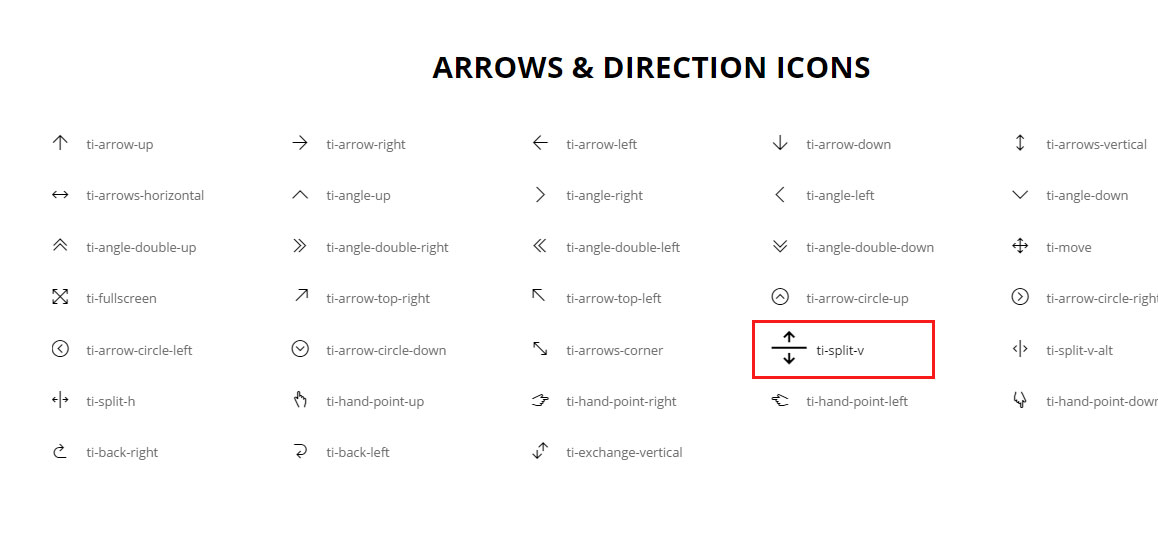 ARROWS & DIRECTION ICONS
ti-arrow-up ti-arrow-right ti-arrow-left ti-arrow-down ti-arrows-vertical
ti-arrows-horizontal ti-angle-up ti-angle-right ti-angle-left ti-angle-down
ti-angle-double-up ti-angle-double-right ti-angle-double-left ti-angle-double-down ti-move
ti-fullscreen ti-arrow-top-right ti-arrow-top-left ti-arrow-circle-up ti-arrow-circle-right
ti-arrow-circle-left ti-arrow-circle-down ti-arrows-corner ti-split-v ti-split-v-alt
ti-split-h ti-hand-point-up ti-hand-point-right ti-hand-point-left ti-hand-point-down
ti-back-right ti-back-left ti-exchange-vertical